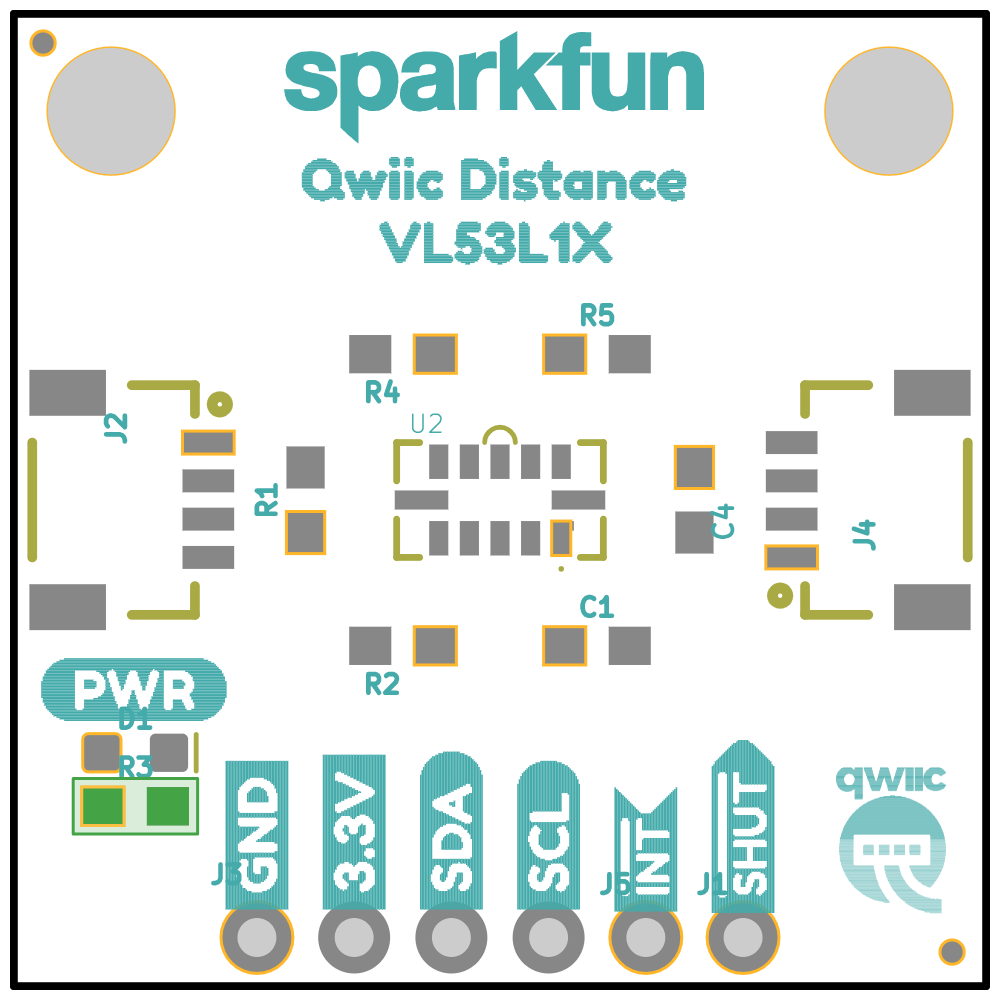 sparkfun
Qwiic Distance
VL53L1X
R5
R4
U2
J2
R1
C4
J4
C1
R2
PWR
D1
R3
GND
3.3V
SDA
SCL
INT
SHUT
J3
J5
J1
qwiic